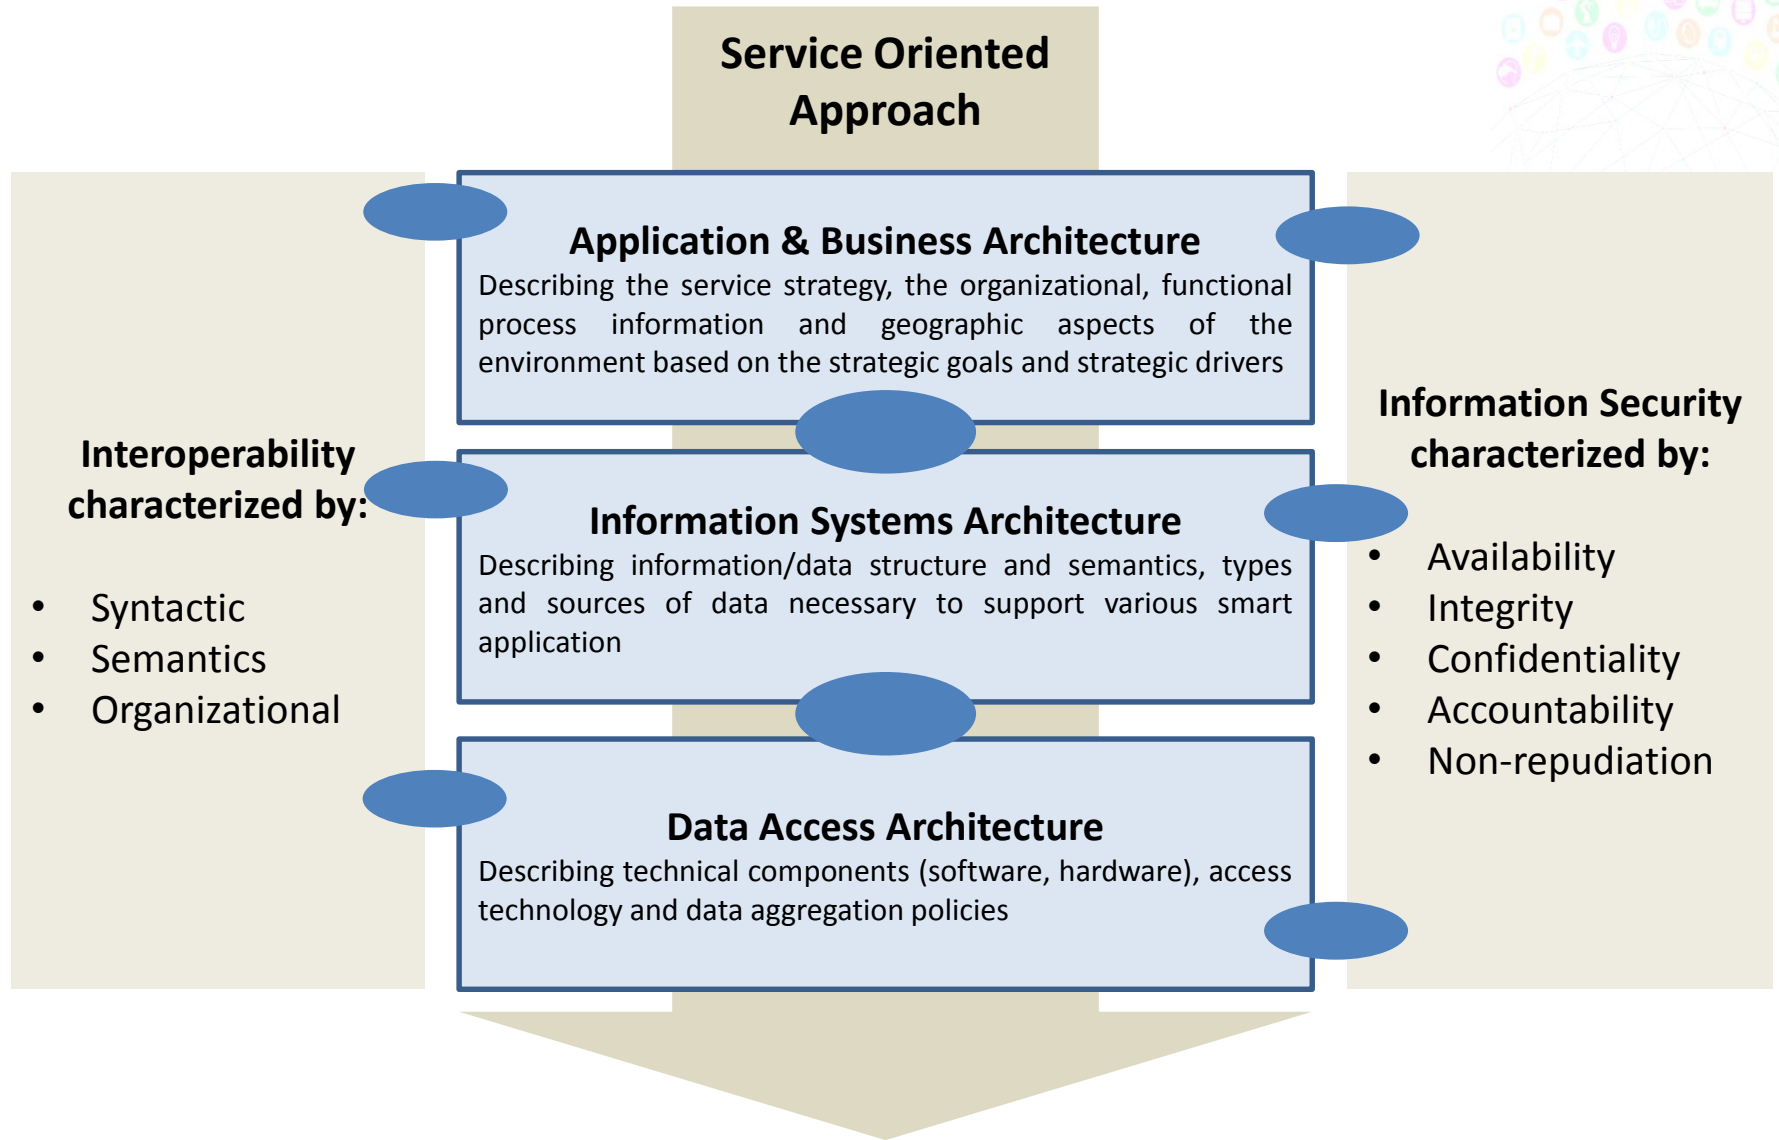 Service Oriented
Approach
Application & Business Architecture
Describing the service strategy, the organizational, functional
process information and geographic aspects of the
environment based on the strategic goals and strategic drivers
Interoperability
characterized by:
• Syntactic
• Semantics
• Organizational
Information Systems Architecture
Describing information/data structure and semantics, types
and sources of data necessary to support various smart
application
Data Access Architecture
Describing technical components (software, hardware), access
technology and data aggregation policies
Information Security
characterized by:
• Availability
• Integrity
• Confidentiality
• Accountability
• Non-repudiation